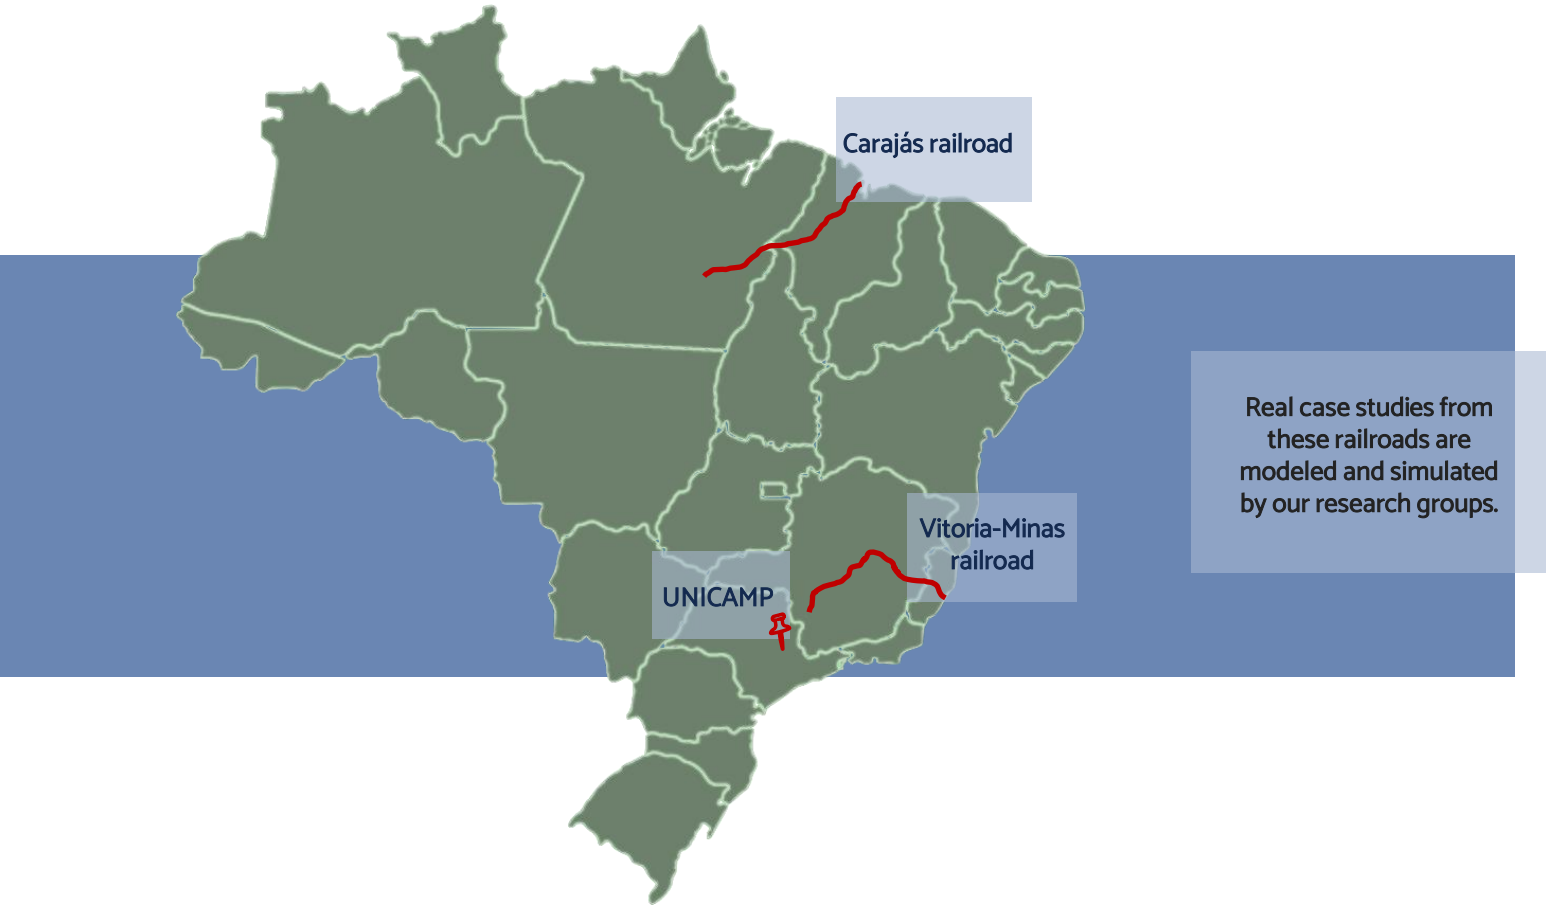 Carajás railroad
Real case studies from
these railroads are
modeled and simulated
by our research groups.
Vitoria-Minas
railroad
UNICAMP